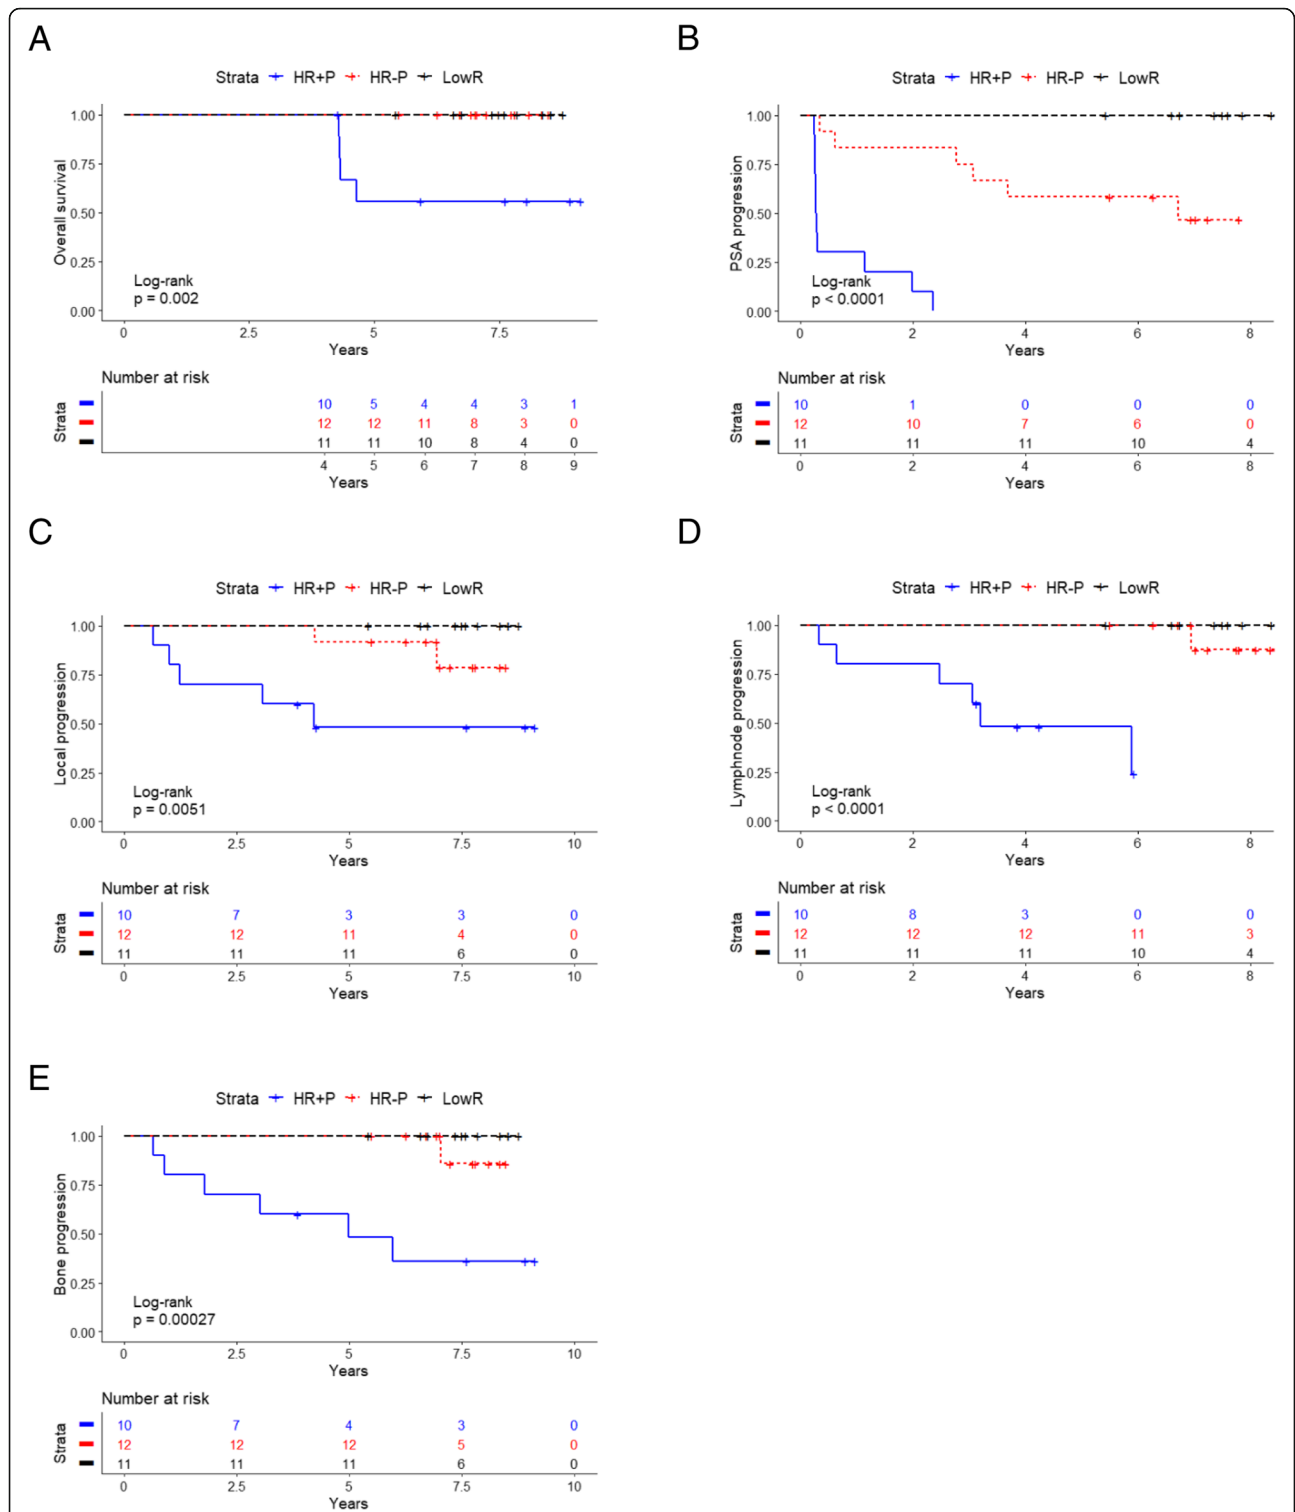 A
Strata HR+P HR-P LowR
Overall survival
1.00
0.75
0.50
0.25
0.00
Log-rank
p = 0.002
0 2.5 5 7.5
Years
Number at risk
Strata
10 5 4 4 3 1
12 12 11 8 3 0
11 11 10 8 4 0
4 5 6 7 8 9
Years
B
Strata HR+P HR-P LowR
PSA progression
1.00
0.75
0.50
0.25
0.00
Log-rank
p < 0.0001
0 2 4 6 8
Years
Number at risk
Strata
10 1 0 0 0
12 10 7 6 0
11 11 11 10 4
0 2 4 6 8
Years
C
Strata HR+P HR-P LowR
Local progression
1.00
0.75
0.50
0.25
0.00
Log-rank
p = 0.0051
0 2.5 5 7.5 10
Years
Number at risk
Strata
10 7 3 3 0
12 12 11 4 0
11 11 11 6 0
0 2.5 5 7.5 10
Years
D
Strata HR+P HR-P LowR
Lymphnode progression
1.00
0.75
0.50
0.25
0.00
Log-rank
p < 0.0001
0 2 4 6 8
Years
Number at risk
Strata
10 8 3 0 0
12 12 12 11 3
11 11 11 10 4
0 2 4 6 8
Years
E
Strata HR+P HR-P LowR
Bone progression
1.00
0.75
0.50
0.25
0.00
Log-rank
p = 0.00027
0 2.5 5 7.5 10
Years
Number at risk
Strata
10 7 4 3 0
12 12 12 5 0
11 11 11 6 0
0 2.5 5 7.5 10
Years